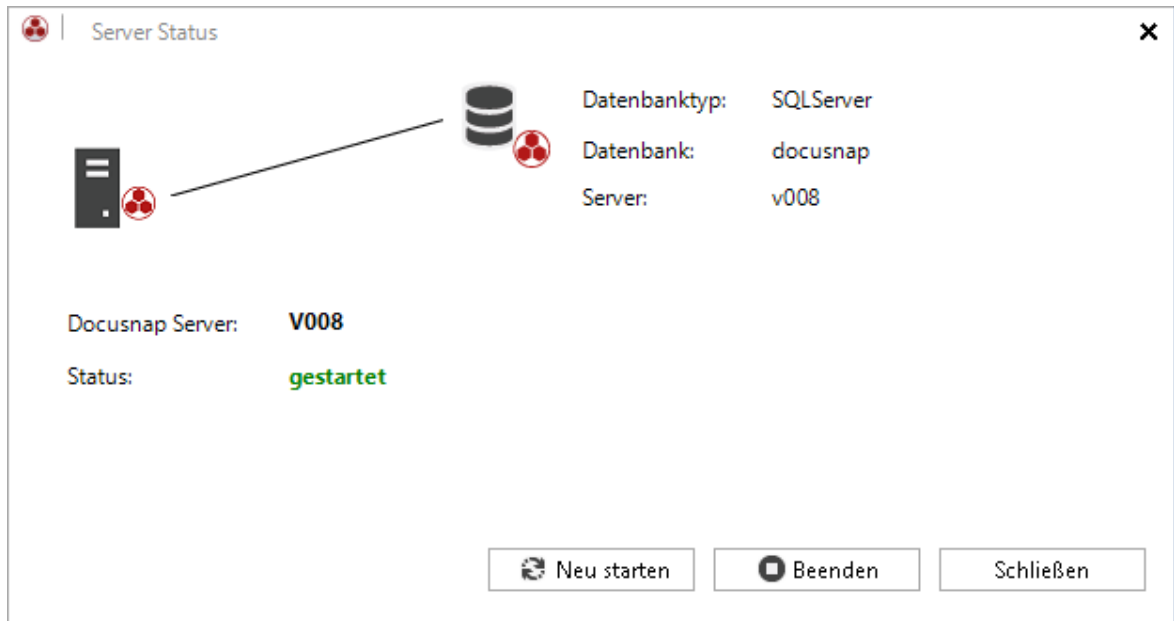 Server Status
Datenbanktyp: SQLServer
Datenbank: docusnap
Server: v008
Docusnap Server: V008
Status: gestartet
Neu starten Beenden Schließen